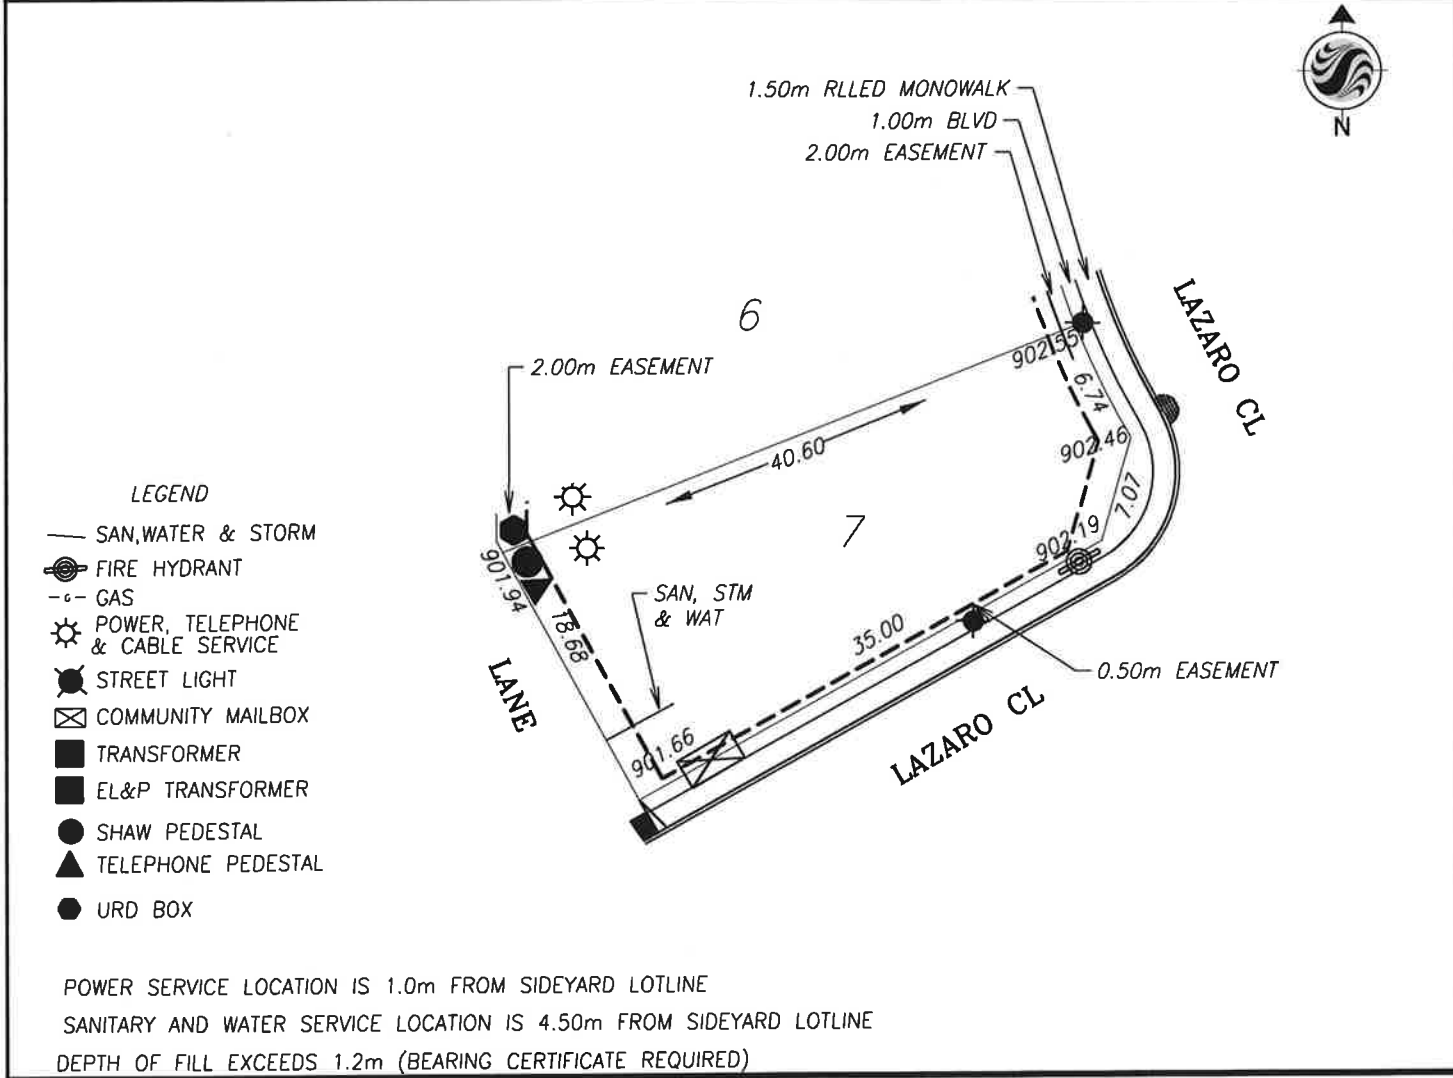 N
1.50m RLLED MONOWALK
1.00m BLVD
2.00m EASEMENT
LAZARO CL
6
2.00m EASEMENT
902.55
6.74
902.46
40.60
7.07
7
902.19
901.94
18.68
SAN, STM
& WAT
35.00
0.50m EASEMENT
LANE
901.66
LAZARO CL
LEGEND
SAN,WATER & STORM
FIRE HYDRANT
-G- GAS
POWER, TELEPHONE
& CABLE SERVICE
STREET LIGHT
COMMUNITY MAILBOX
TRANSFORMER
EL&P TRANSFORMER
SHAW PEDESTAL
TELEPHONE PEDESTAL
URD BOX
POWER SERVICE LOCATION IS 1.0m FROM SIDEYARD LOTLINE
SANITARY AND WATER SERVICE LOCATION IS 4.50m FROM SIDEYARD LOTLINE
DEPTH OF FILL EXCEEDS 1.2m (BEARING CERTIFICATE REQUIRED)